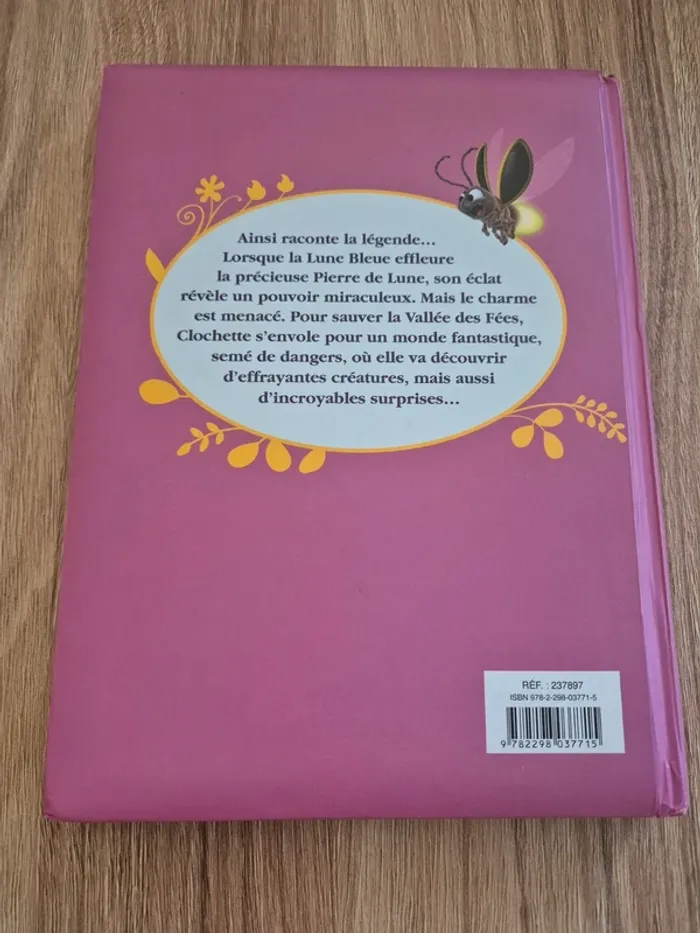 Ainsi raconte la légende...
Lorsque la Lune Bleue effleure
la précieuse Pierre de Lune, son éclat
révèle un pouvoir miraculeux. Mais le charme
est menacé. Pour sauver la Vallée des Fées,
Clochette s'envole pour un monde fantastique,
semé de dangers, où elle va découvrir
d'effrayantes créatures, mais aussi
d'incroyables surprises...
RÉF. : 237897
ISBN 978-2-298-03771-5
9 782298 037715